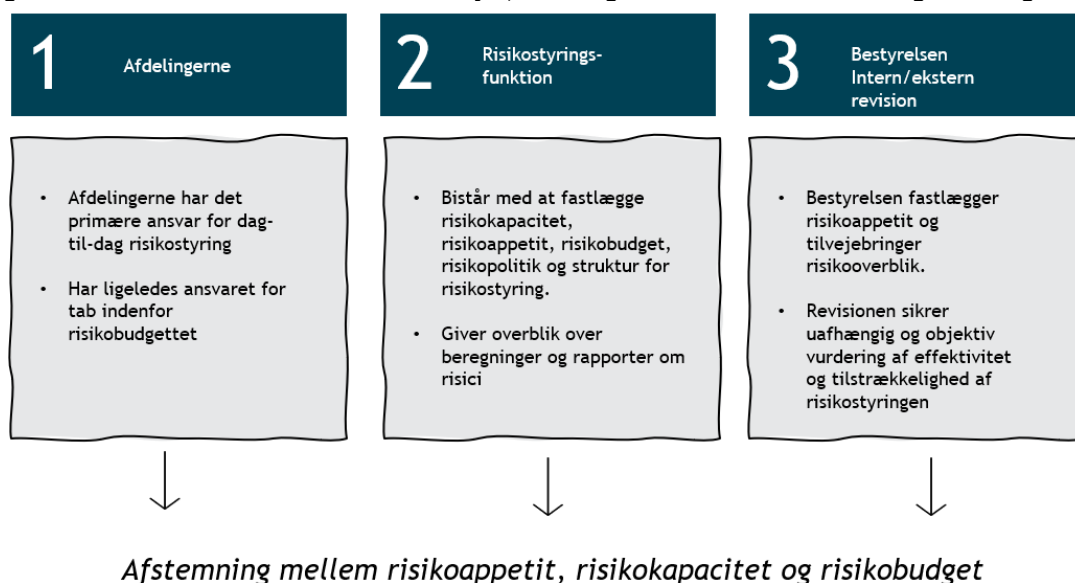 1
Afdelingerne
2
Risikostyrings-
funktion
3
Bestyrelsen
Intern/ekstern
revision
• Afdelingerne har det
primære ansvar for dag-
til-dag risikostyring
• Har ligeledes ansvaret for
tab indenfor
risikobudgettet
• Bistår med at fastlægge
risikokapacitet,
risikoappetit, risikobudget,
risikopolitik og struktur for
risikostyring.
• Giver overblik over
beregninger og rapporter om
risici
• Bestyrelsen fastlægger
risikoappetit og
tilvejebringer
risikooverblik.
• Revisionen sikrer
uafhængig og objektiv
vurdering af effektivitet
og tilstrækkelighed af
risikostyringen
Afstemning mellem risikoappetit, risikokapacitet og risikobudget